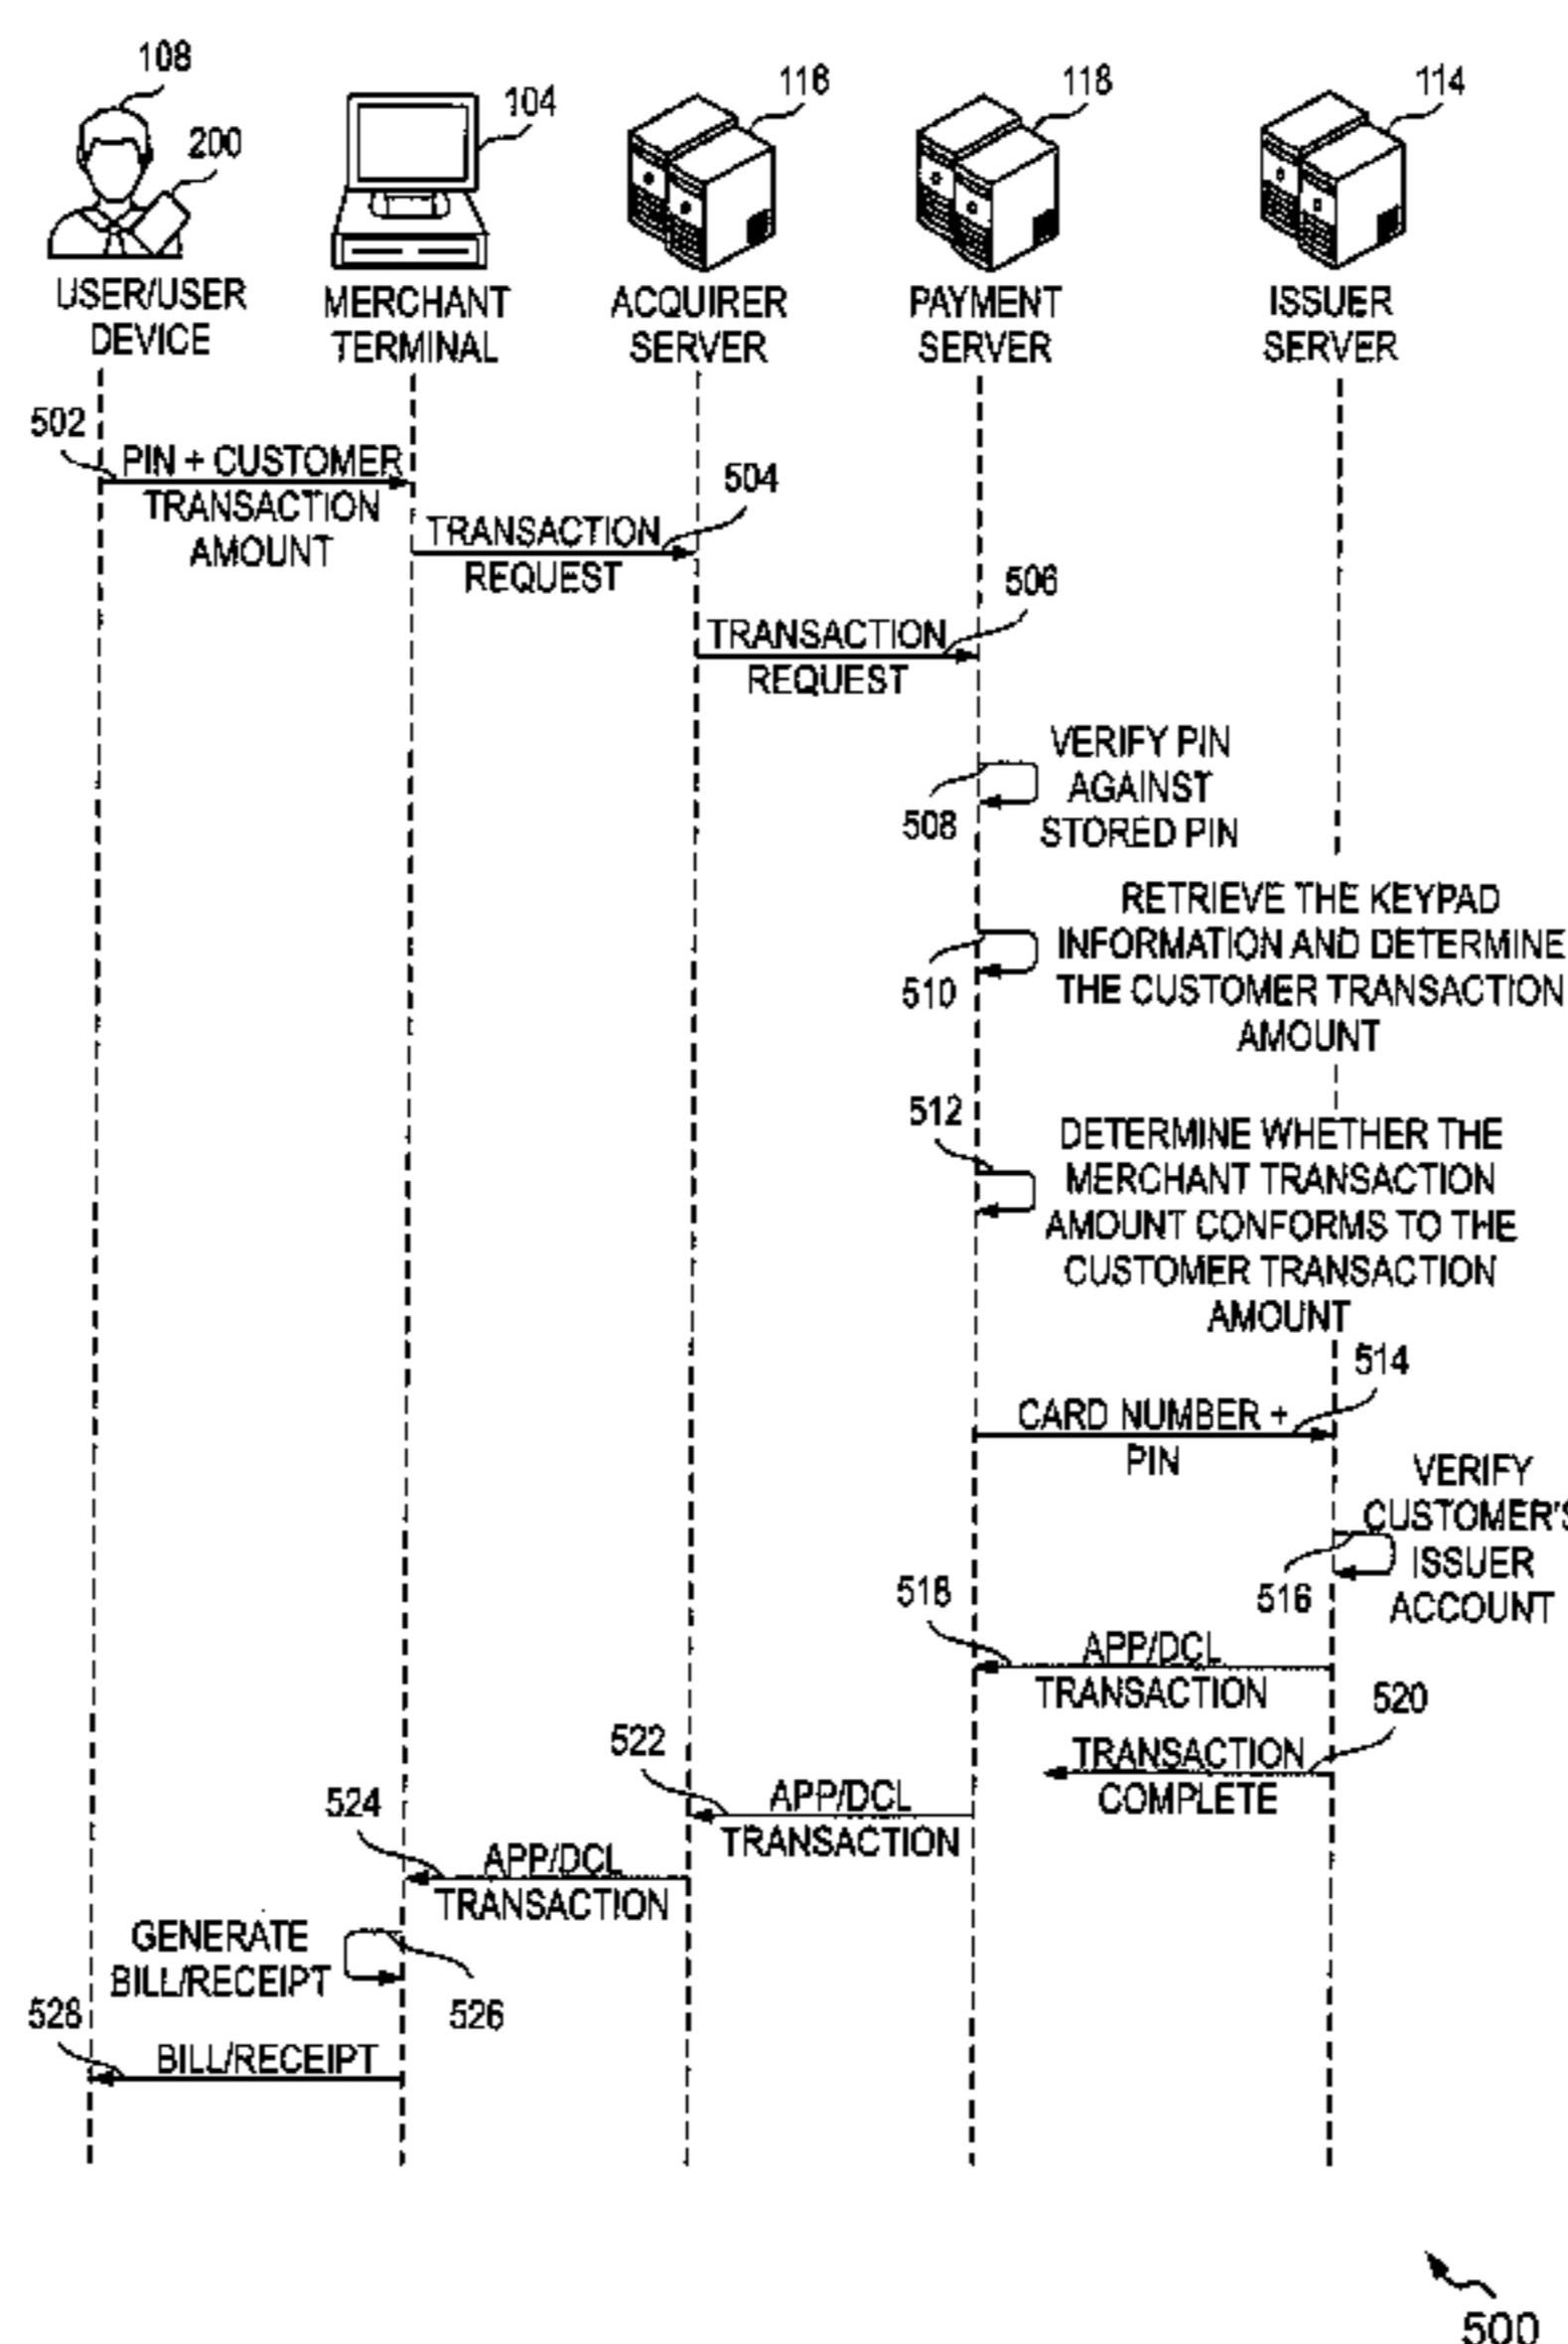 108
200
104
116
118
114
USER/USER
DEVICE
MERCHANT
TERMINAL
ACQUIRER
SERVER
PAYMENT
SERVER
ISSUER
SERVER
502
PIN + CUSTOMER
TRANSACTION
AMOUNT
504
TRANSACTION
REQUEST
506
TRANSACTION
REQUEST
508
VERIFY PIN
AGAINST
STORED PIN
510
RETRIEVE THE KEYPAD
INFORMATION AND DETERMINE
THE CUSTOMER TRANSACTION
AMOUNT
512
DETERMINE WHETHER THE
MERCHANT TRANSACTION
AMOUNT CONFORMS TO THE
CUSTOMER TRANSACTION
AMOUNT
514
CARD NUMBER +
PIN
516
VERIFY
CUSTOMER'S
ISSUER
ACCOUNT
518
APP/DCL
TRANSACTION
520
TRANSACTION
COMPLETE
522
APP/DCL
TRANSACTION
524
APP/DCL
TRANSACTION
GENERATE
BILL/RECEIPT
526
528
BILL/RECEIPT
500